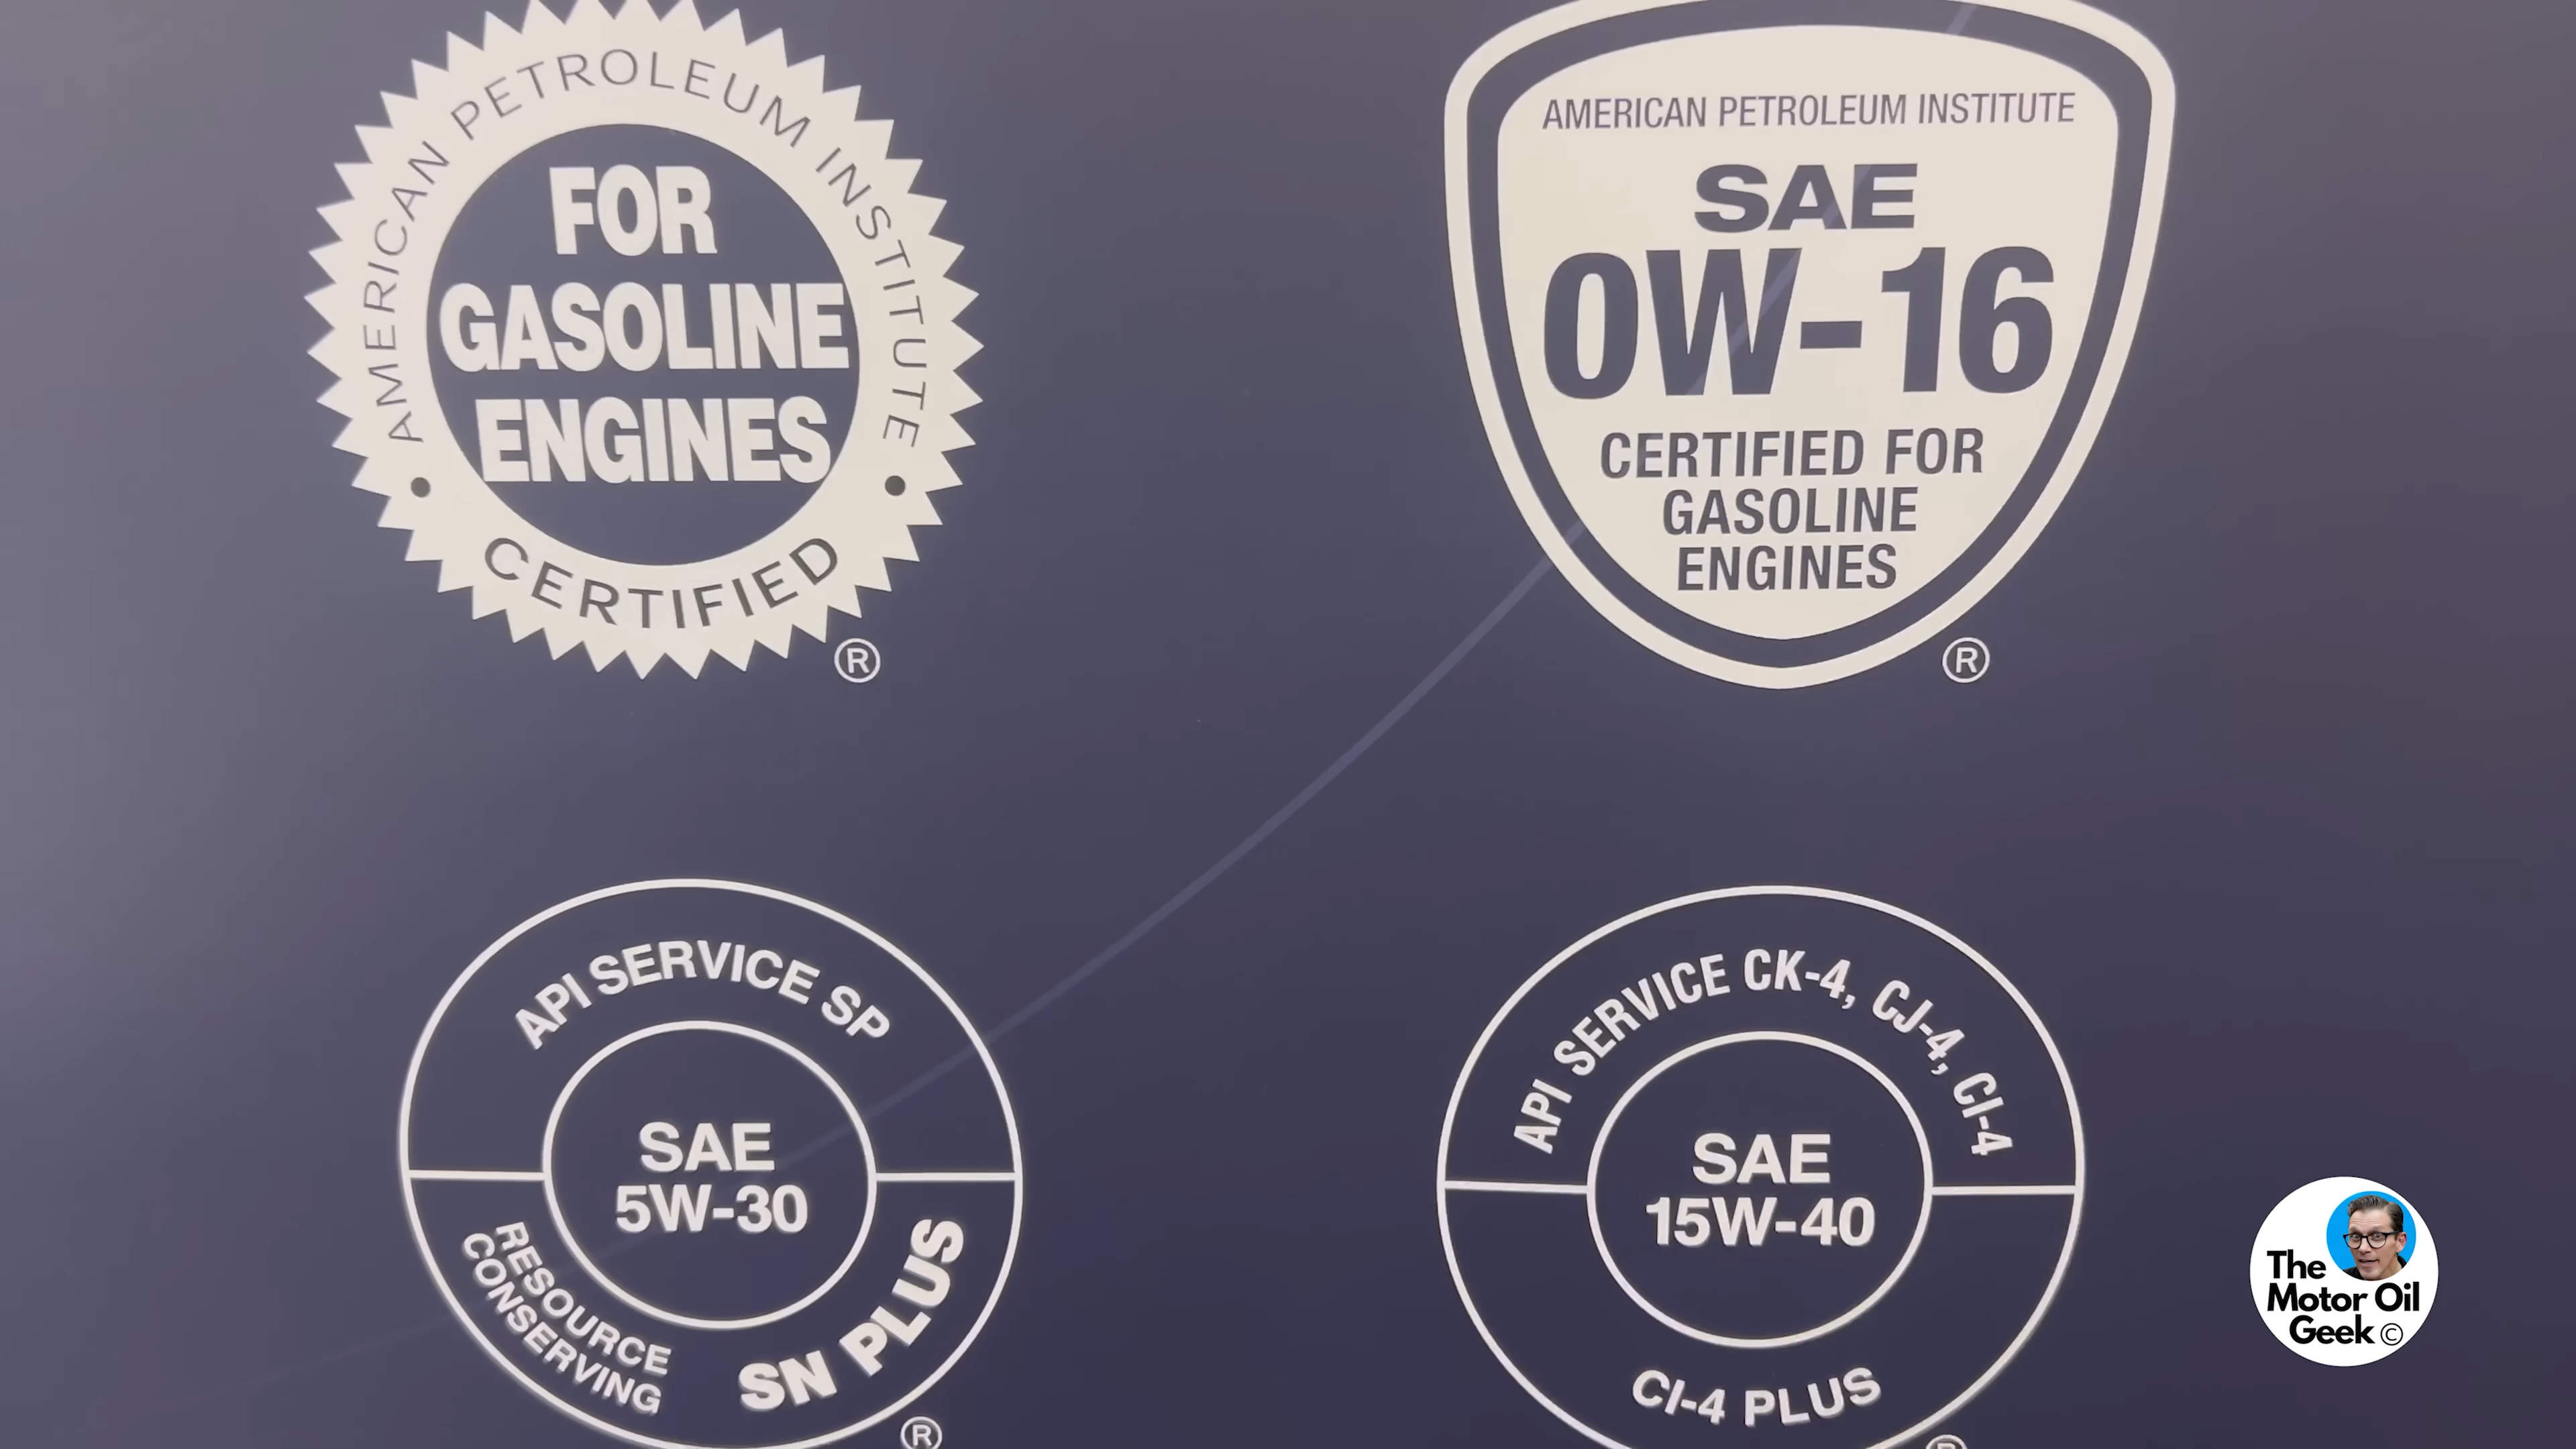 AMERICAN PETROLEUM INSTITUTE
FOR
GASOLINE
ENGINES
CERTIFIED
®
AMERICAN PETROLEUM INSTITUTE
SAE
0W-16
CERTIFIED FOR
GASOLINE
ENGINES
®
API SERVICE SP
SAE
5W-30
RESOURCE
CONSERVING
SN PLUS
®
API SERVICE CK-4, CJ-4, CI-4
SAE
15W-40
CI-4 PLUS
®
The
Motor Oil
Geek ©